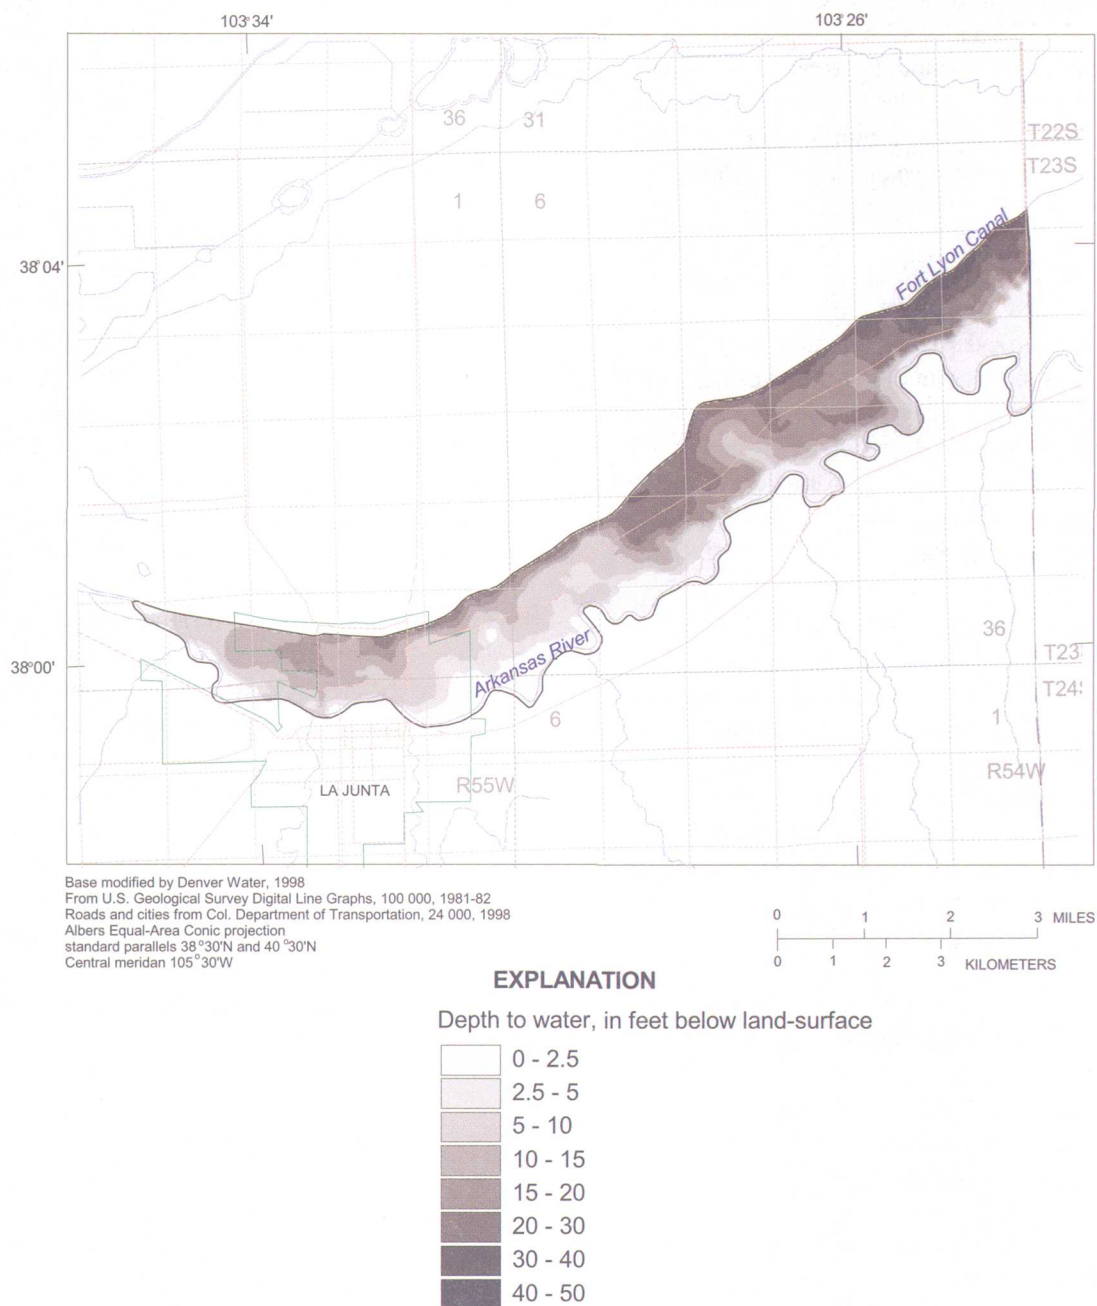 103°34'
103°26'
36
31
T22S
T23S
1
6
Fort Lyon Canal
38°04'
36
38°00'
Arkansas River
T23
T24S
6
1
R54W
LA JUNTA
R55W
Base modified by Denver Water, 1998
From U.S. Geological Survey Digital Line Graphs, 100 000, 1981-82
Roads and cities from Col. Department of Transportation, 24 000, 1998
Albers Equal-Area Conic projection
standard parallels 38°30'N and 40°30'N
Central meridian 105°30'W
0 1 2 3 MILES
0 1 2 3 KILOMETERS
EXPLANATION
Depth to water, in feet below land-surface
0 - 2.5
2.5 - 5
5 - 10
10 - 15
15 - 20
20 - 30
30 - 40
40 - 50